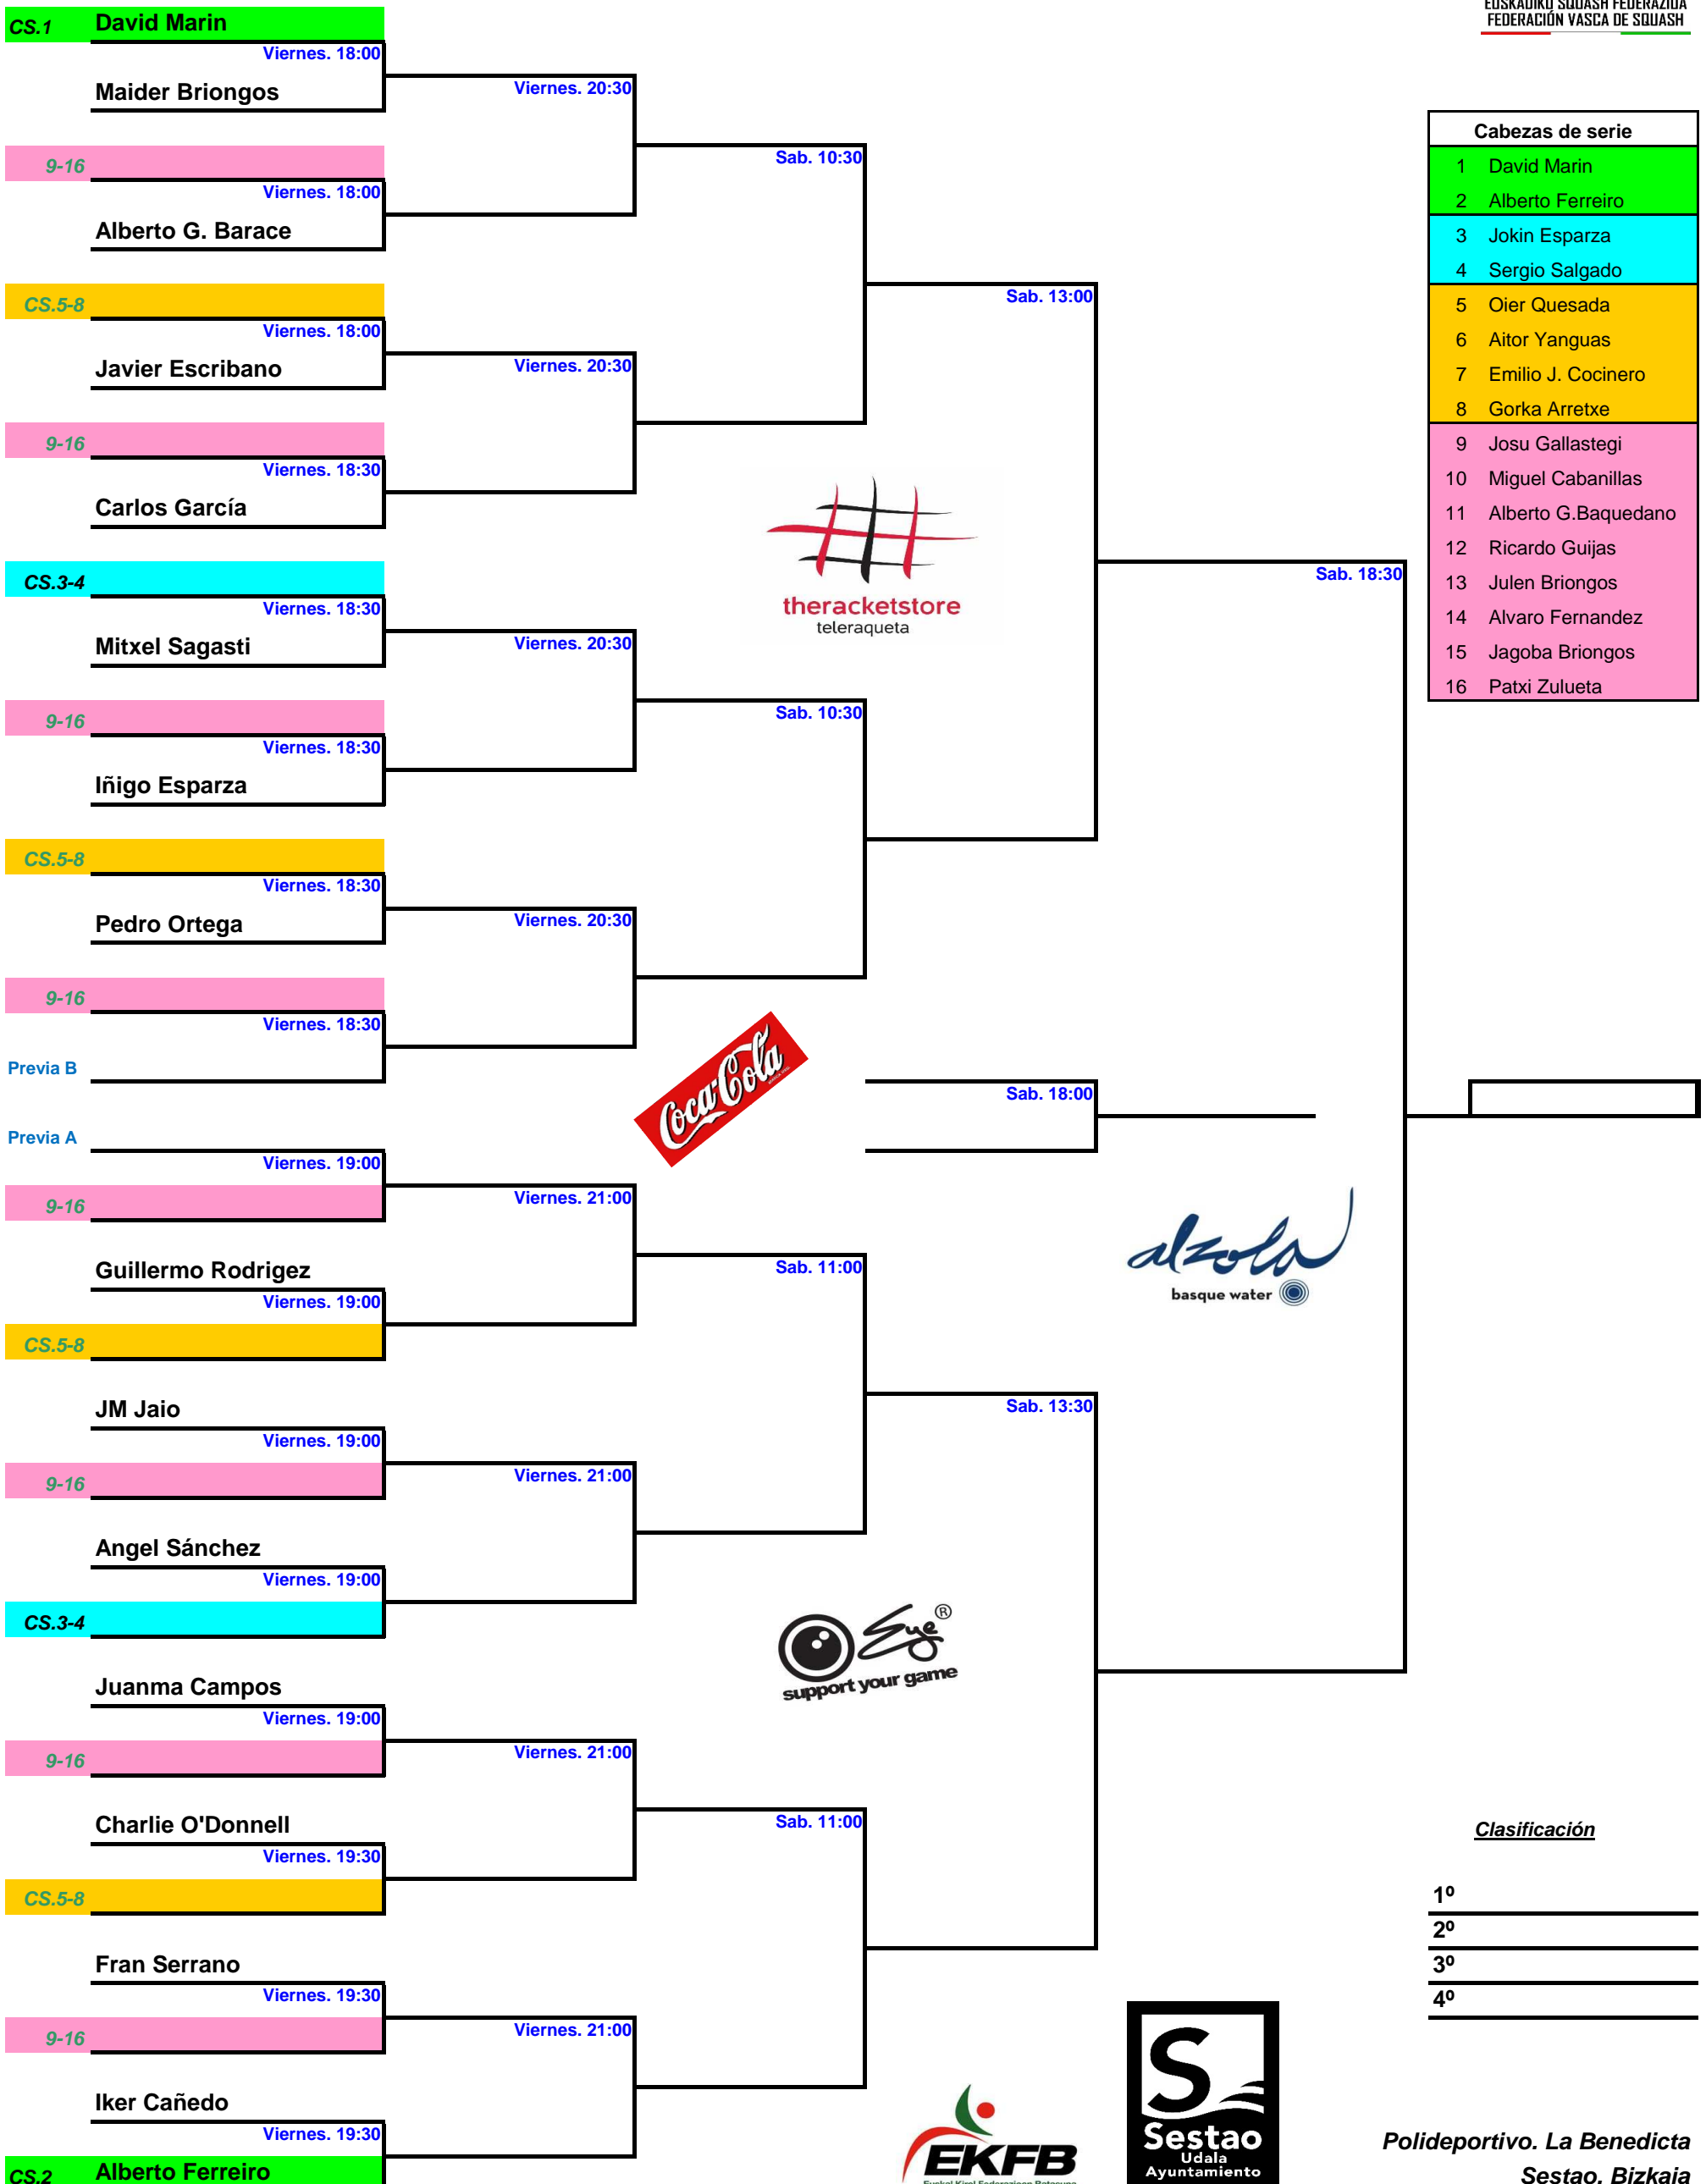 EUSKADIKO SQUASH FEDERAZIOA
FEDERACIÓN VASCA DE SQUASH
CS.1 David Marin
Viernes. 18:00
Maider Briongos
Viernes. 20:30
9-16
Sab. 10:30
Viernes. 18:00
Alberto G. Barace
CS.5-8
Sab. 13:00
Viernes. 18:00
Javier Escribano
Viernes. 20:30
9-16
Viernes. 18:30
Carlos García
CS.3-4
Sab. 18:30
Viernes. 18:30
Mitxel Sagasti
Viernes. 20:30
9-16
Sab. 10:30
Viernes. 18:30
Iñigo Esparza
CS.5-8
Viernes. 18:30
Pedro Ortega
Viernes. 20:30
9-16
Viernes. 18:30
Previa B
Sab. 18:00
Previa A
Viernes. 19:00
9-16
Viernes. 21:00
Guillermo Rodrigez
Sab. 11:00
Viernes. 19:00
CS.5-8
JM Jaio
Sab. 13:30
Viernes. 19:00
9-16
Viernes. 21:00
Angel Sánchez
Viernes. 19:00
CS.3-4
Juanma Campos
Viernes. 19:00
9-16
Viernes. 21:00
Charlie O'Donnell
Sab. 11:00
Viernes. 19:30
CS.5-8
Fran Serrano
Viernes. 19:30
9-16
Viernes. 21:00
Iker Cañedo
Viernes. 19:30
CS.2 Alberto Ferreiro
Cabezas de serie
1 David Marin
2 Alberto Ferreiro
3 Jokin Esparza
4 Sergio Salgado
5 Oier Quesada
6 Aitor Yanguas
7 Emilio J. Cocinero
8 Gorka Arretxe
9 Josu Gallastegi
10 Miguel Cabanillas
11 Alberto G.Baquedano
12 Ricardo Guijas
13 Julen Briongos
14 Alvaro Fernandez
15 Jagoba Briongos
16 Patxi Zulueta
theracketstore
teleraqueta
Coca-Cola
alzola
basque water
Eye®
support your game
Clasificación
1º
2º
3º
4º
EKFB
Euskal Kirol Federazioen Batasuna
S
Sestao
Udala
Ayuntamiento
Polideportivo. La Benedicta
Sestao. Bizkaia